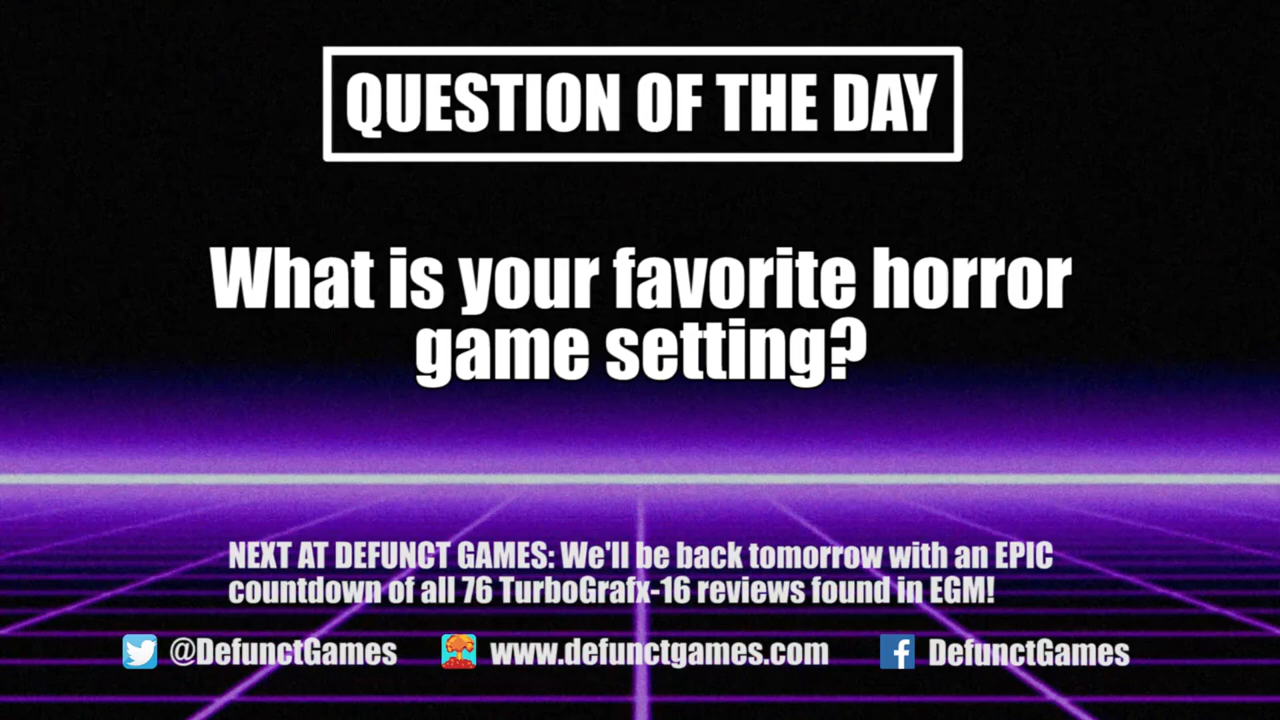 QUESTION OF THE DAY
What is your favorite horror
game setting?
NEXT AT DEFUNCT GAMES: We'll be back tomorrow with an EPIC
countdown of all 76 TurboGrafx-16 reviews found in EGM!
@DefunctGames www.defunctgames.com DefunctGames